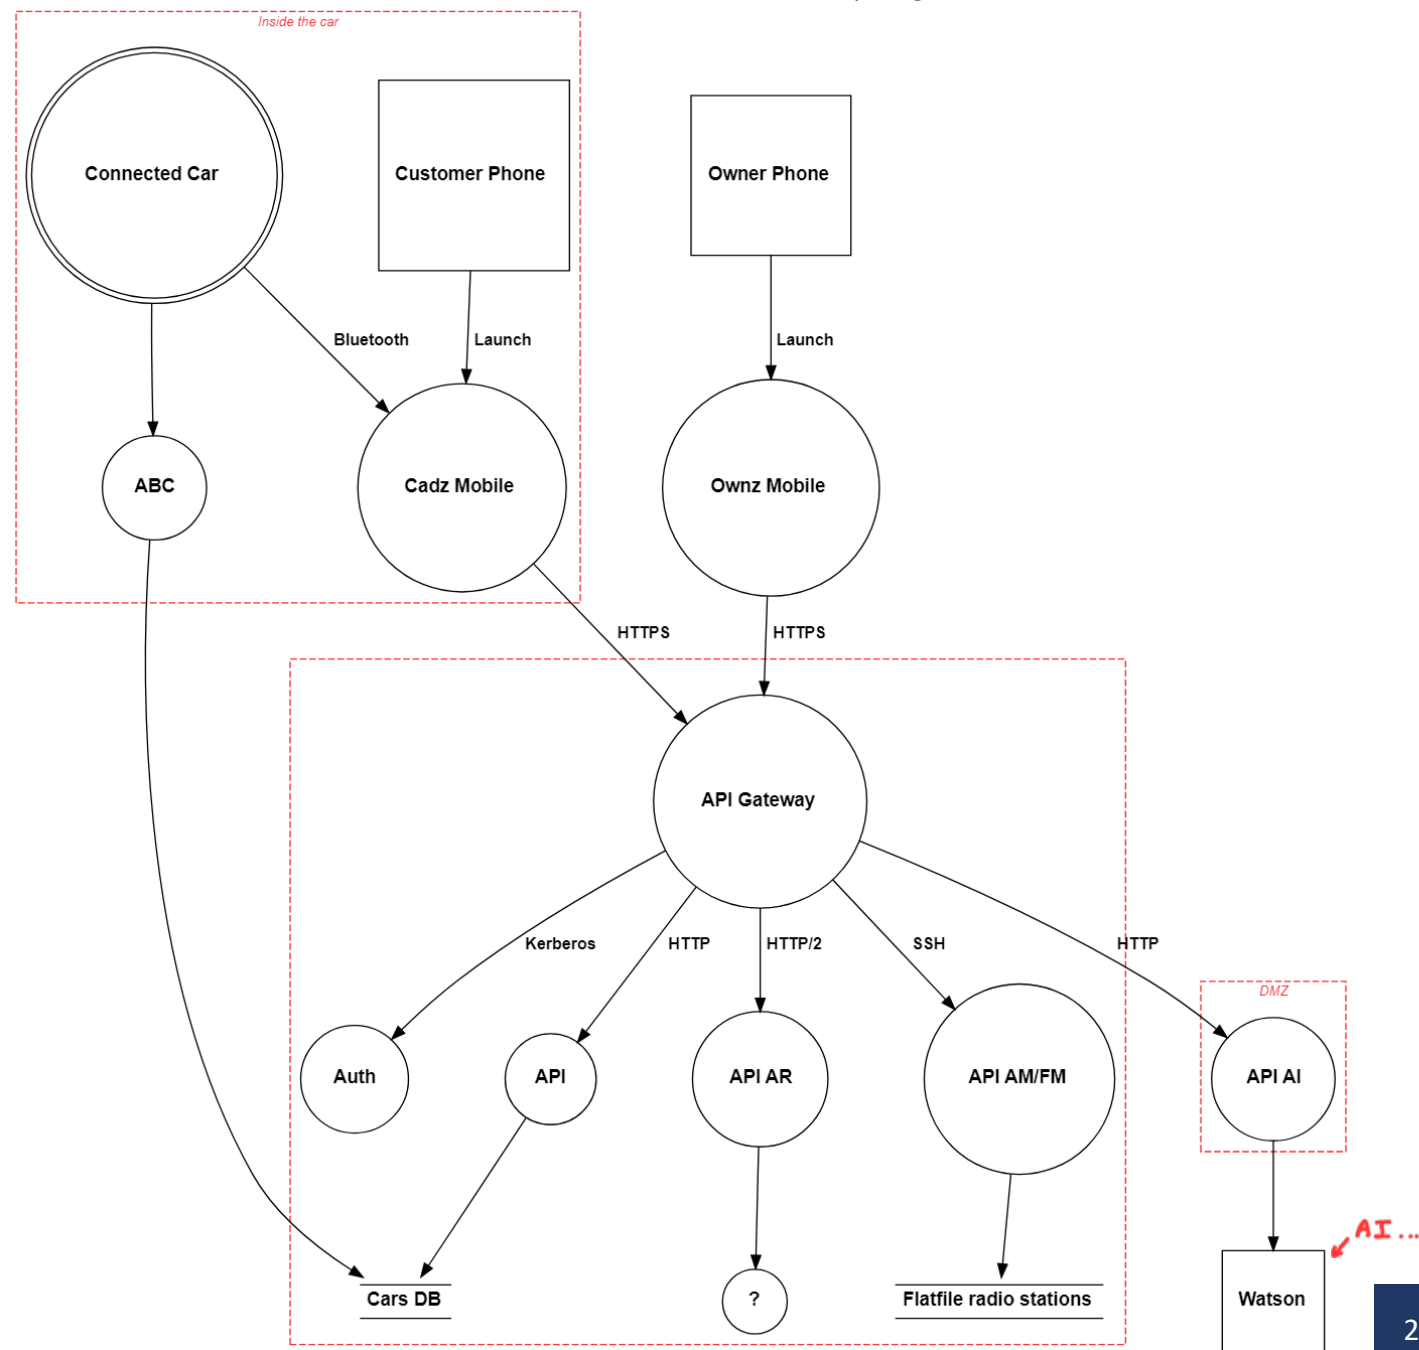 Inside the car
Connected Car
Customer Phone
Owner Phone
Bluetooth
Launch
Launch
ABC
Cadz Mobile
Ownz Mobile
HTTPS
HTTPS
API Gateway
Kerberos
HTTP
HTTP/2
SSH
HTTP
DMZ
Auth
API
API AR
API AM/FM
API AI
AI...
Cars DB
?
Flatfile radio stations
Watson
2